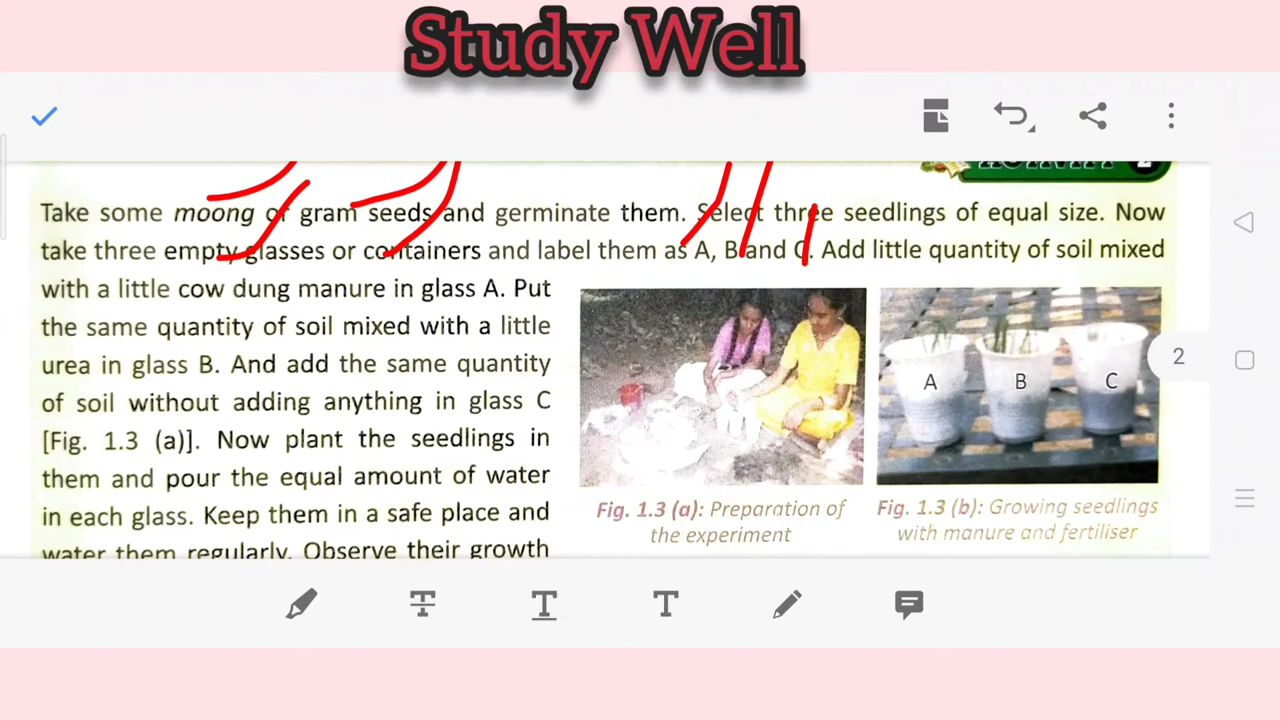 Study Well
ACTIVITY 2
Take some moong or gram seeds and germinate them. Select three seedlings of equal size. Now
take three empty glasses or containers and label them as A, B and C. Add little quantity of soil mixed
with a little cow dung manure in glass A. Put
the same quantity of soil mixed with a little
urea in glass B. And add the same quantity
of soil without adding anything in glass C
[Fig. 1.3 (a)]. Now plant the seedlings in
them and pour the equal amount of water
in each glass. Keep them in a safe place and
water them regularly. Observe their growth
A
B
C
2
Fig. 1.3 (a): Preparation of
the experiment
Fig. 1.3 (b): Growing seedlings
with manure and fertiliser
T
T
T